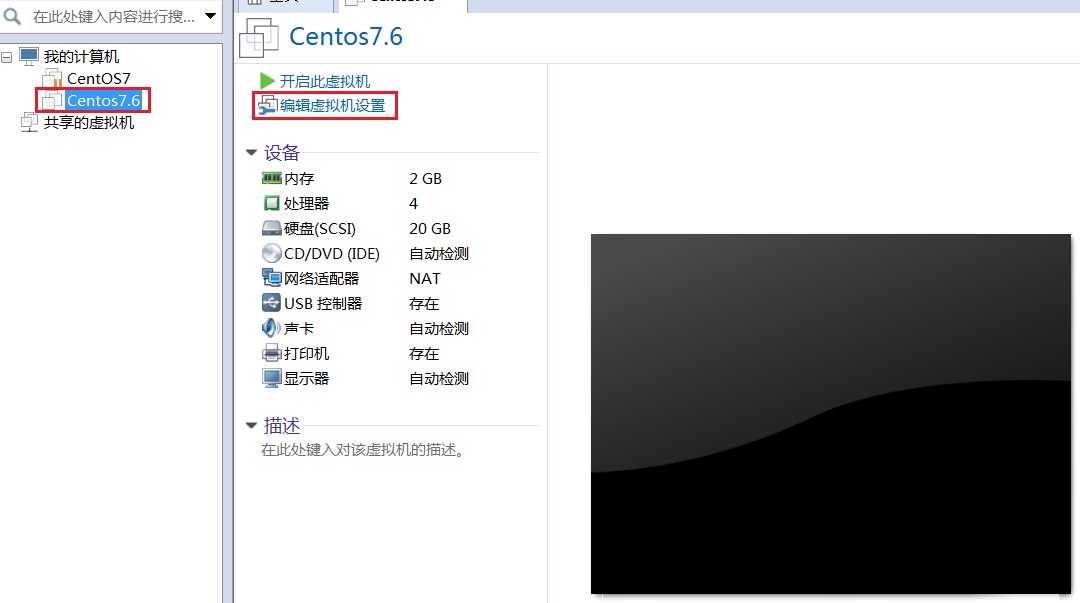 在此处键入内容进行搜...
我的计算机
CentOS7
Centos7.6
共享的虚拟机
Centos7.6
开启此虚拟机
编辑虚拟机设置
设备
内存 2 GB
处理器 4
硬盘(SCSI) 20 GB
CD/DVD (IDE) 自动检测
网络适配器 NAT
USB 控制器 存在
声卡 自动检测
打印机 存在
显示器 自动检测
描述
在此处键入对该虚拟机的描述。